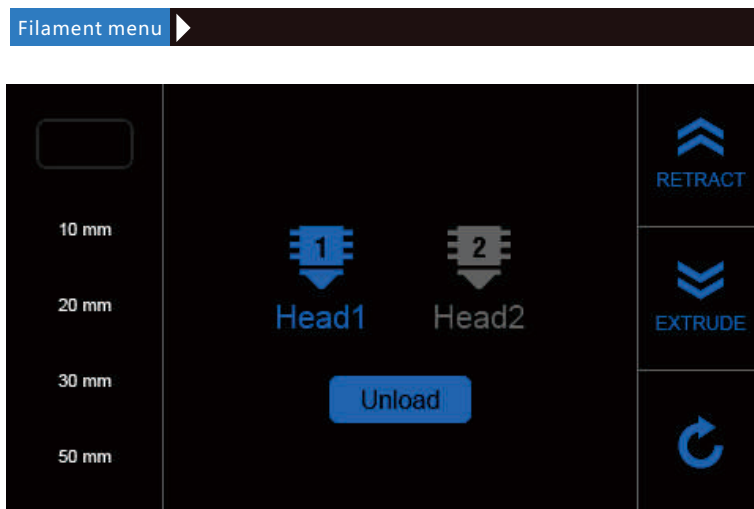 Filament menu
RETRACT
10 mm
1 2
20 mm
Head1 Head2
EXTRUDE
30 mm
Unload
50 mm